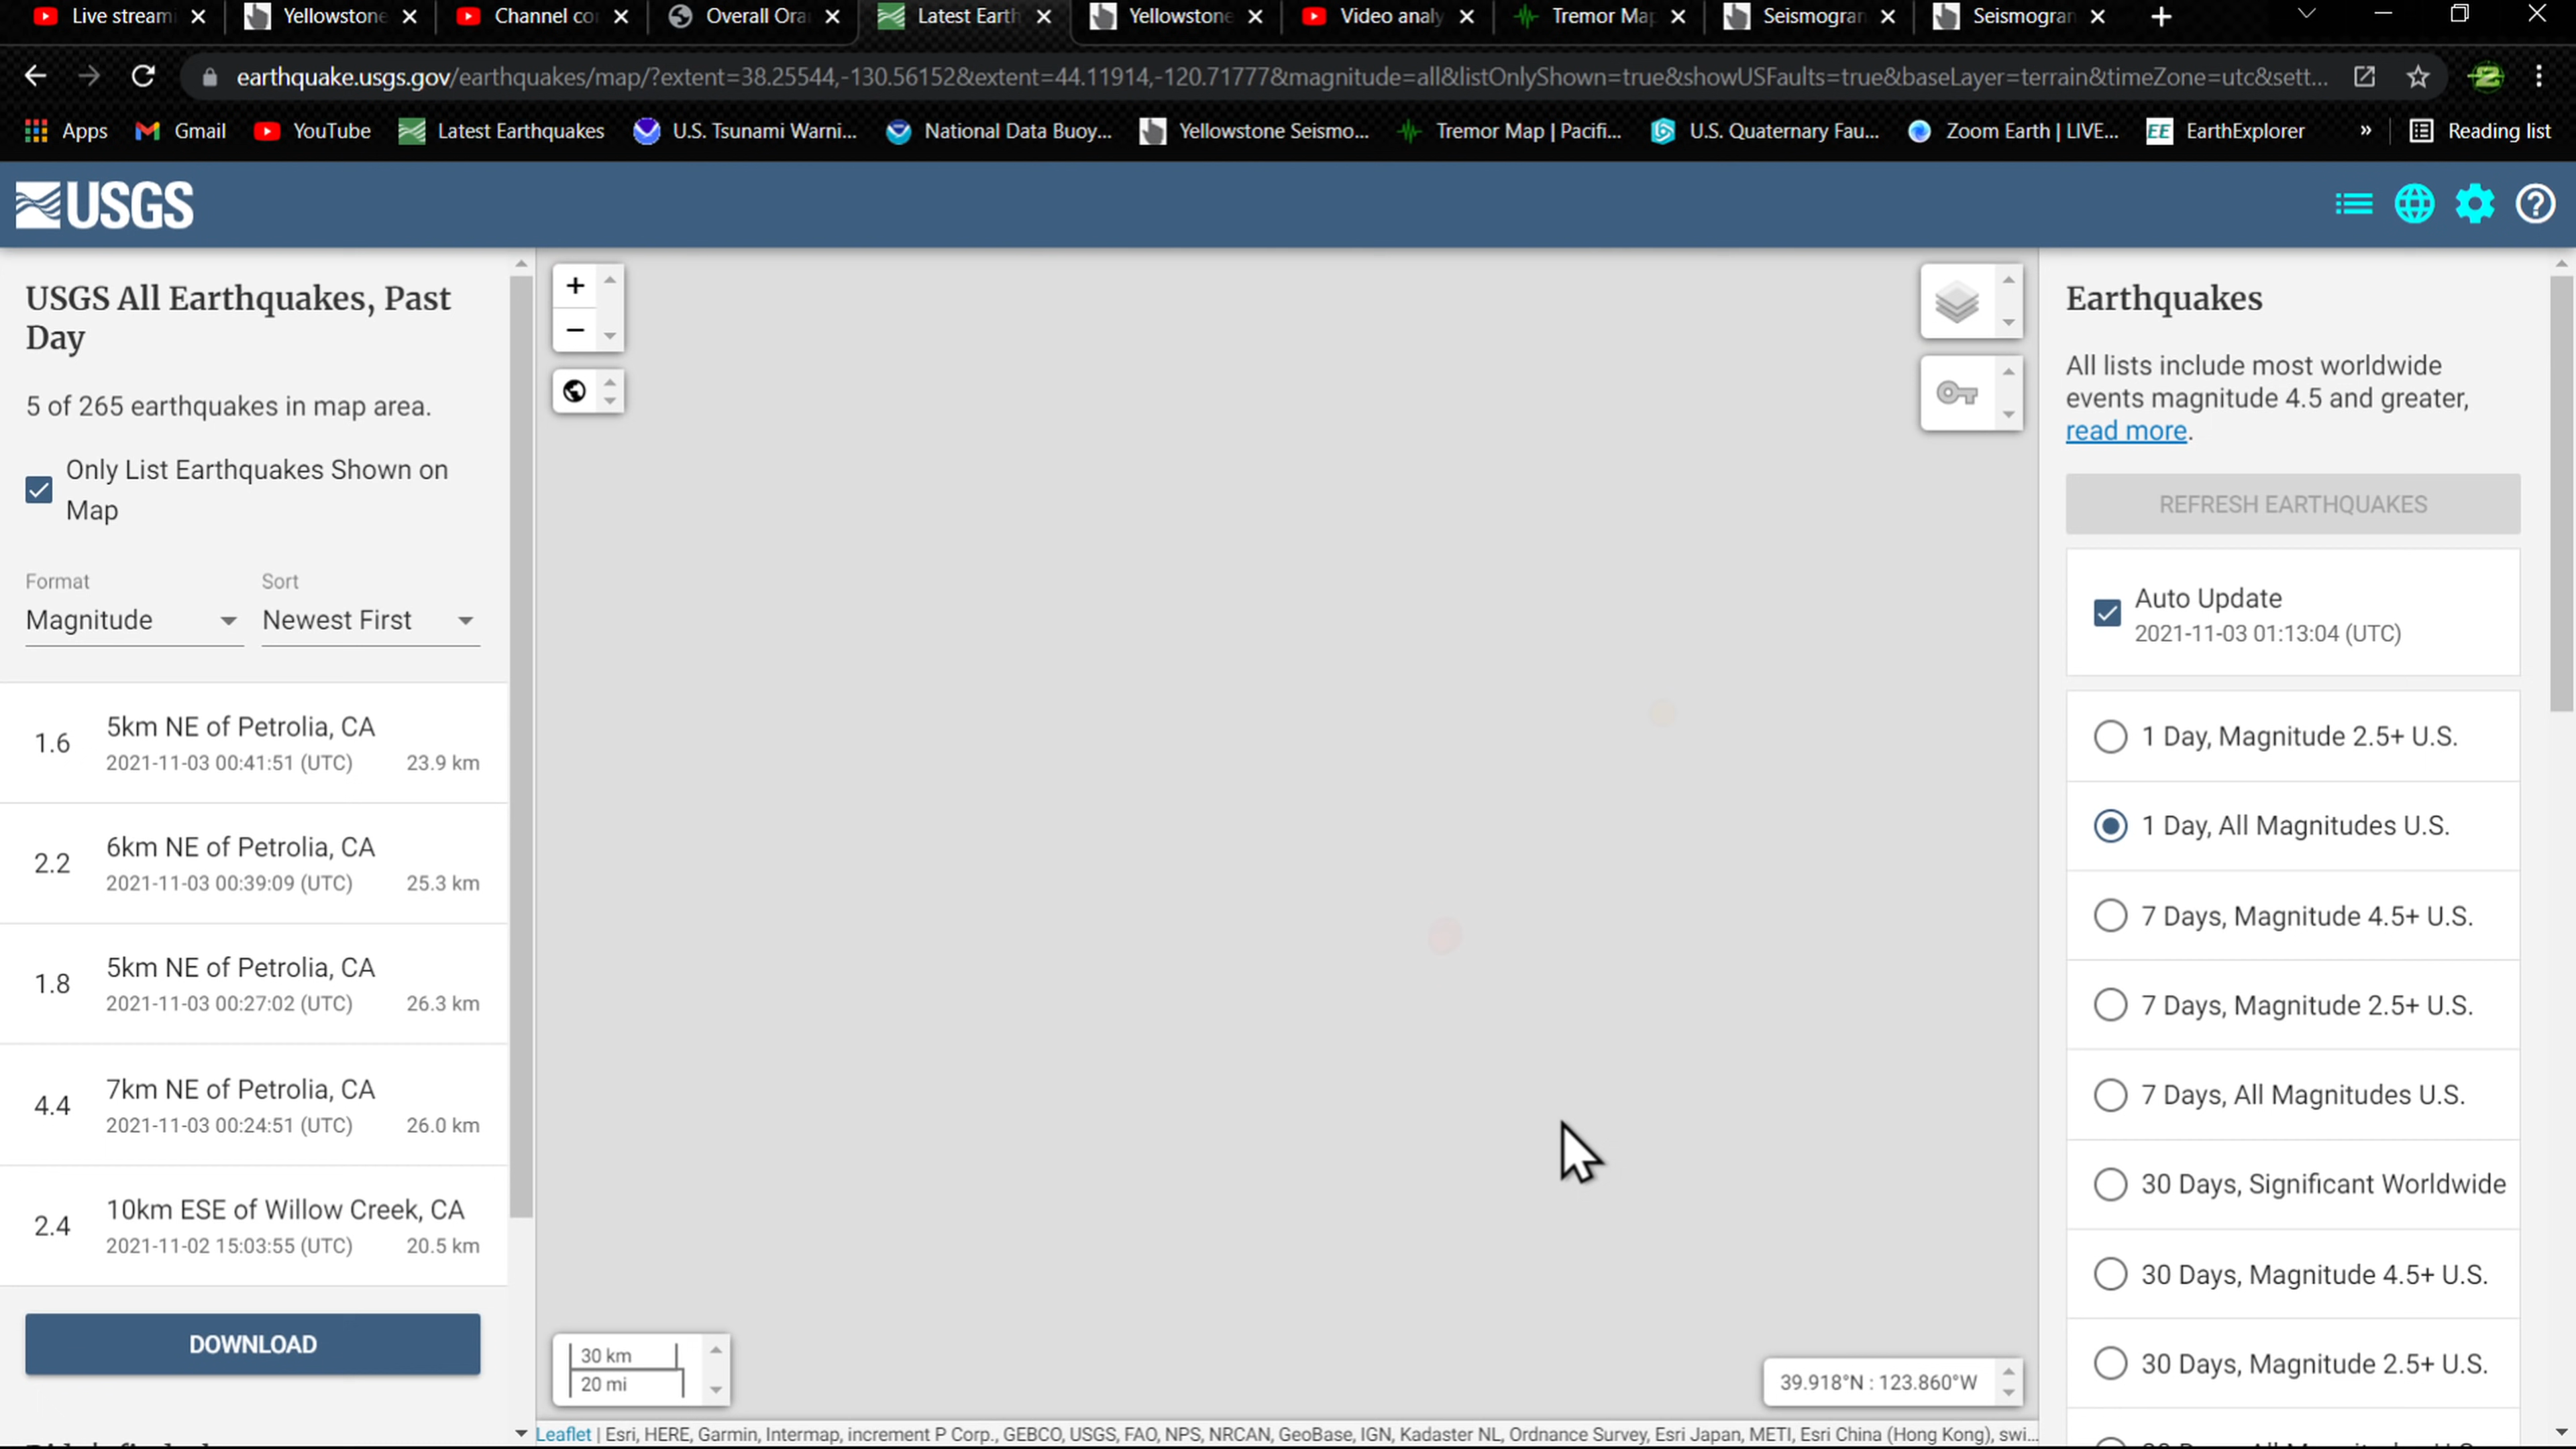 Live streami
Yellowstone
Channel co
Overall Ora
Latest Earth
Yellowstone
Video analy
Tremor Map
Seismogran
Seismogran
earthquake.usgs.gov/earthquakes/map/?extent=38.25544,-130.56152&extent=44.11914,-120.71777&magnitude=all&listOnlyShown=true&showUSFaults=true&baseLayer=terrain&timeZone=utc&sett...
Apps
Gmail
YouTube
Latest Earthquakes
U.S. Tsunami Warni...
National Data Buoy...
Yellowstone Seismo...
Tremor Map | Pacifi...
U.S. Quaternary Fau...
Zoom Earth | LIVE...
EE EarthExplorer
»
Reading list
USGS
USGS All Earthquakes, Past
Day
5 of 265 earthquakes in map area.
Only List Earthquakes Shown on
Map
Format Sort
Magnitude Newest First
1.6 5km NE of Petrolia, CA
2021-11-03 00:41:51 (UTC) 23.9 km
2.2 6km NE of Petrolia, CA
2021-11-03 00:39:09 (UTC) 25.3 km
1.8 5km NE of Petrolia, CA
2021-11-03 00:27:02 (UTC) 26.3 km
4.4 7km NE of Petrolia, CA
2021-11-03 00:24:51 (UTC) 26.0 km
2.4 10km ESE of Willow Creek, CA
2021-11-02 15:03:55 (UTC) 20.5 km
DOWNLOAD
+
−
30 km
20 mi
39.918°N : 123.860°W
Leaflet | Esri, HERE, Garmin, Intermap, increment P Corp., GEBCO, USGS, FAO, NPS, NRCAN, GeoBase, IGN, Kadaster NL, Ordnance Survey, Esri Japan, METI, Esri China (Hong Kong), swi...
Earthquakes
All lists include most worldwide
events magnitude 4.5 and greater,
read more.
REFRESH EARTHQUAKES
Auto Update
2021-11-03 01:13:04 (UTC)
1 Day, Magnitude 2.5+ U.S.
1 Day, All Magnitudes U.S.
7 Days, Magnitude 4.5+ U.S.
7 Days, Magnitude 2.5+ U.S.
7 Days, All Magnitudes U.S.
30 Days, Significant Worldwide
30 Days, Magnitude 4.5+ U.S.
30 Days, Magnitude 2.5+ U.S.